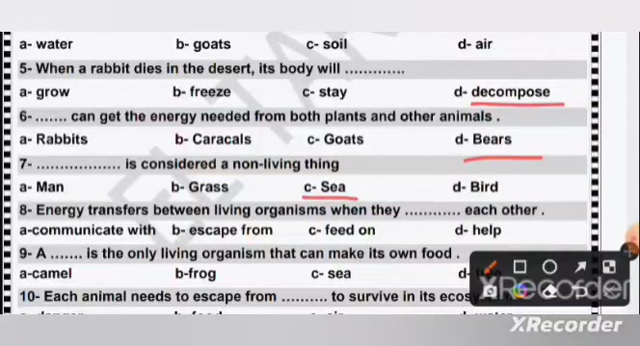 a- water b- goats c- soil d- air
5- When a rabbit dies in the desert, its body will .............
a- grow b- freeze c- stay d- decompose
6- ....... can get the energy needed from both plants and other animals .
a- Rabbits b- Caracals c- Goats d- Bears
7- .................... is considered a non-living thing
a- Man b- Grass c- Sea d- Bird
8- Energy transfers between living organisms when they ............ each other .
a-communicate with b- escape from c- feed on d- help
9- A ....... is the only living organism that can make its own food .
a-camel b-frog c- sea d-
10- Each animal needs to escape from .......... to survive in its
XRecorder
XRecorder